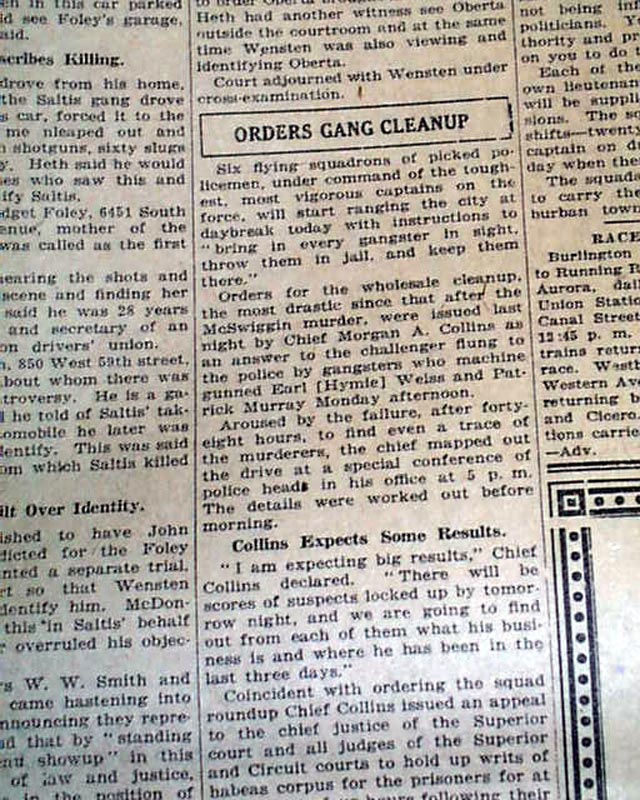 en in this car parked
id see Foley's garage,
said.
scribes Killing.
drove from his home,
the Saltis gang drove
s car, forced it to the
me nleaped out and
shotguns, sixty slugs
y. Heth said he would
ses who saw this and
ify Saltis.
dget Foley, 6451 South
enue, mother of the
was called as the first
hearing the shots and
scene and finding her
said he was 28 years
and secretary of an
on drivers' union.
n, 850 West 59th street,
about whom there was
troversy. He is a ga-
d he told of Saltis' tak-
tomobile he later was
dentify. This was said
om which Saltis killed
ilt Over Identity.
ished to have John
dicted for the Foley
anted a separate trial,
rt so that Wensten
identify him. McDon-
this in Saltis' behalf
r overruled his objec-
rs W. W. Smith and
came hastening into
nnouncing they repre-
d that by "standing
au showup" in this
of law and justice,
in the position of
Heth had another witness see Oberta
outside the courtroom and at the same
time Wensten was also viewing and
identifying Oberta.
Court adjourned with Wensten under
cross-examination.
ORDERS GANG CLEANUP
Six flying squadrons of picked po-
licemen, under command of the tough-
est, most vigorous captains on the
force, will start ranging the city at
daybreak today with instructions to
"bring in every gangster in sight,
throw them in jail, and keep them
there."
Orders for the wholesale cleanup,
the most drastic since that after the
McSwiggin murder, were issued last
night by Chief Morgan A. Collins as
an answer to the challenger flung to
the police by gangsters who machine
gunned Earl [Hymie] Weiss and Pat-
rick Murray Monday afternoon.
Aroused by the failure, after forty-
eight hours, to find even a trace of
the murderers, the chief mapped out
the drive at a special conference of
police heads in his office at 5 p. m.
The details were worked out before
morning.
Collins Expects Some Results.
"I am expecting big results," Chief
Collins declared. "There will be
scores of suspects locked up by tomor-
row night, and we are going to find
out from each of them what his busi-
ness is and where he has been in the
last three days."
Coincident with ordering the squad
roundup Chief Collins issued an appeal
to the chief justice of the Superior
court and all judges of the Superior
and Circuit courts to hold up writs of
habeas corpus for the prisoners for at
hours following their
not being
politicians.
thority and
on you to do
Each of the
own lieutenant
will be suppli
sions. The
shifts—twenty
captain on
day when the
The squad
to carry the
burban town
RACE
Burlington
to Running R
Aurora, dail
Union Statio
Canal Street
12:45 p. m.
trains return
race. Westb
Western Av
returning
and Cicero.
tions carrie
—Adv.